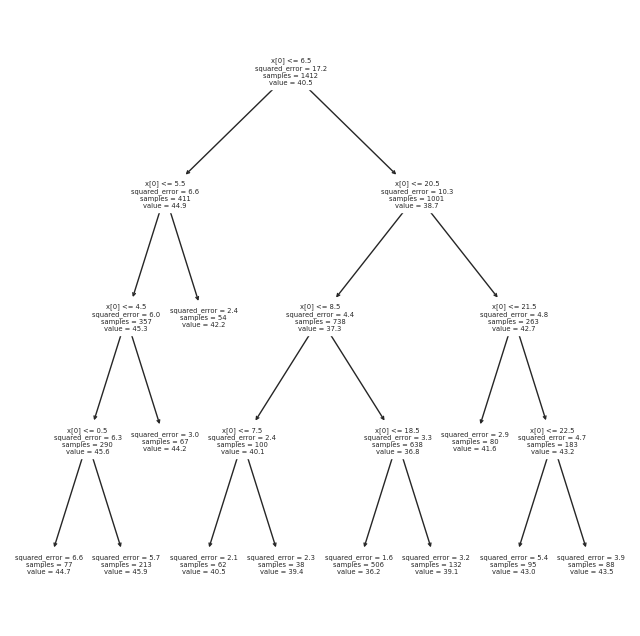 x[0] <= 6.5
squared_error = 17.2
samples = 1412
value = 40.5
x[0] <= 5.5
squared_error = 6.6
samples = 411
value = 44.9
x[0] <= 20.5
squared_error = 10.3
samples = 1001
value = 38.7
x[0] <= 4.5
squared_error = 6.0
samples = 357
value = 45.3
squared_error = 2.4
samples = 54
value = 42.2
x[0] <= 8.5
squared_error = 4.4
samples = 738
value = 37.3
x[0] <= 21.5
squared_error = 4.8
samples = 263
value = 42.7
x[0] <= 0.5
squared_error = 6.3
samples = 290
value = 45.6
squared_error = 3.0
samples = 67
value = 44.2
x[0] <= 7.5
squared_error = 2.4
samples = 100
value = 40.1
x[0] <= 18.5
squared_error = 3.3
samples = 638
value = 36.8
squared_error = 2.9
samples = 80
value = 41.6
x[0] <= 22.5
squared_error = 4.7
samples = 183
value = 43.2
squared_error = 6.6
samples = 77
value = 44.7
squared_error = 5.7
samples = 213
value = 45.9
squared_error = 2.1
samples = 62
value = 40.5
squared_error = 2.3
samples = 38
value = 39.4
squared_error = 1.6
samples = 506
value = 36.2
squared_error = 3.2
samples = 132
value = 39.1
squared_error = 5.4
samples = 95
value = 43.0
squared_error = 3.9
samples = 88
value = 43.5